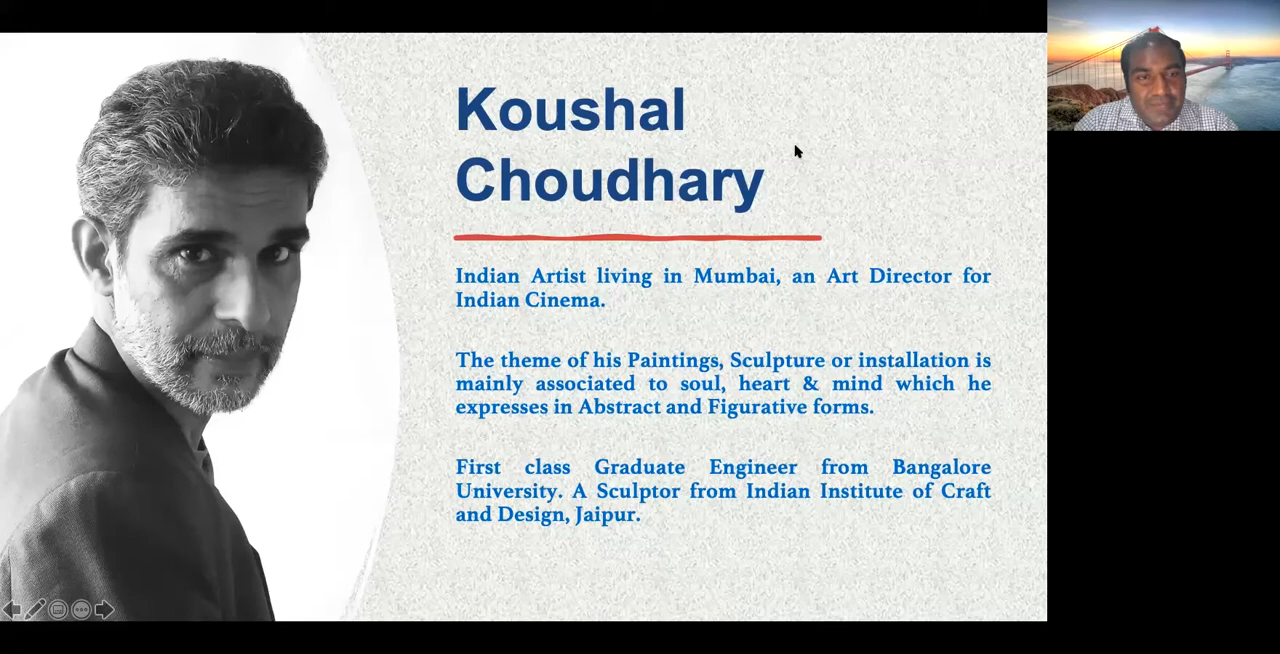 Koushal
Choudhary
Indian Artist living in Mumbai, an Art Director for
Indian Cinema.
The theme of his Paintings, Sculpture or installation is
mainly associated to soul, heart & mind which he
expresses in Abstract and Figurative forms.
First class Graduate Engineer from Bangalore
University. A Sculptor from Indian Institute of Craft
and Design, Jaipur.